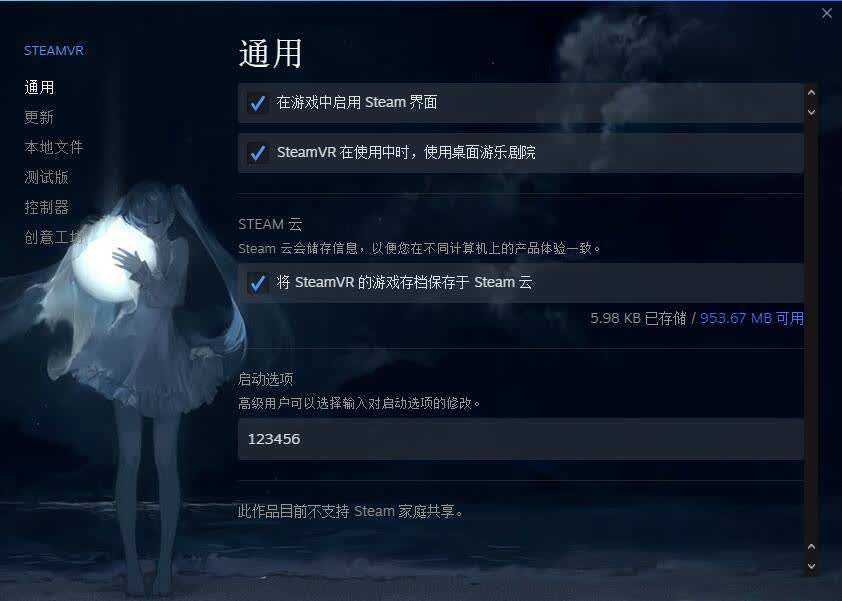 STEAMVR
通用
更新
本地文件
测试版
控制器
创意工坊
通用
在游戏中启用 Steam 界面
SteamVR 在使用中时，使用桌面游乐剧院
STEAM 云
Steam 云会储存信息，以便您在不同计算机上的产品体验一致。
将 SteamVR 的游戏存档保存于 Steam 云
5.98 KB 已存储 / 953.67 MB 可用
启动选项
高级用户可以选择输入对启动选项的修改。
123456
此作品目前不支持 Steam 家庭共享。